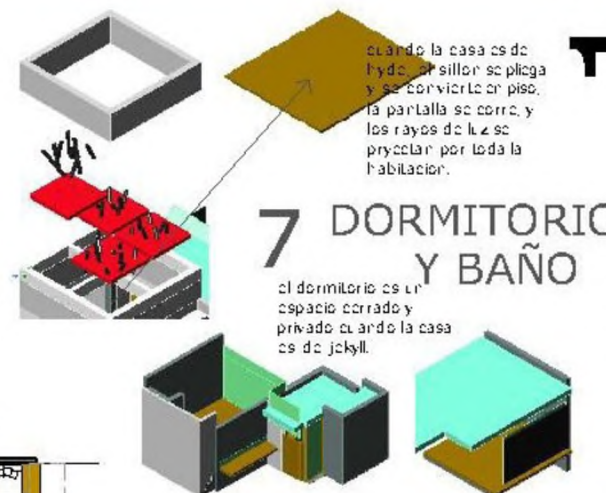 cuando la casa es de
hyde, el sillon se pliega
y se convierte en piso,
la pantalla se corre, y
los rayos de luz se
pryectan por toda la
habitacion.
7 DORMITORIO
Y BAÑO
el dormitorio es un
espacio cerrado y
privado cuando la casa
es de jekyll.